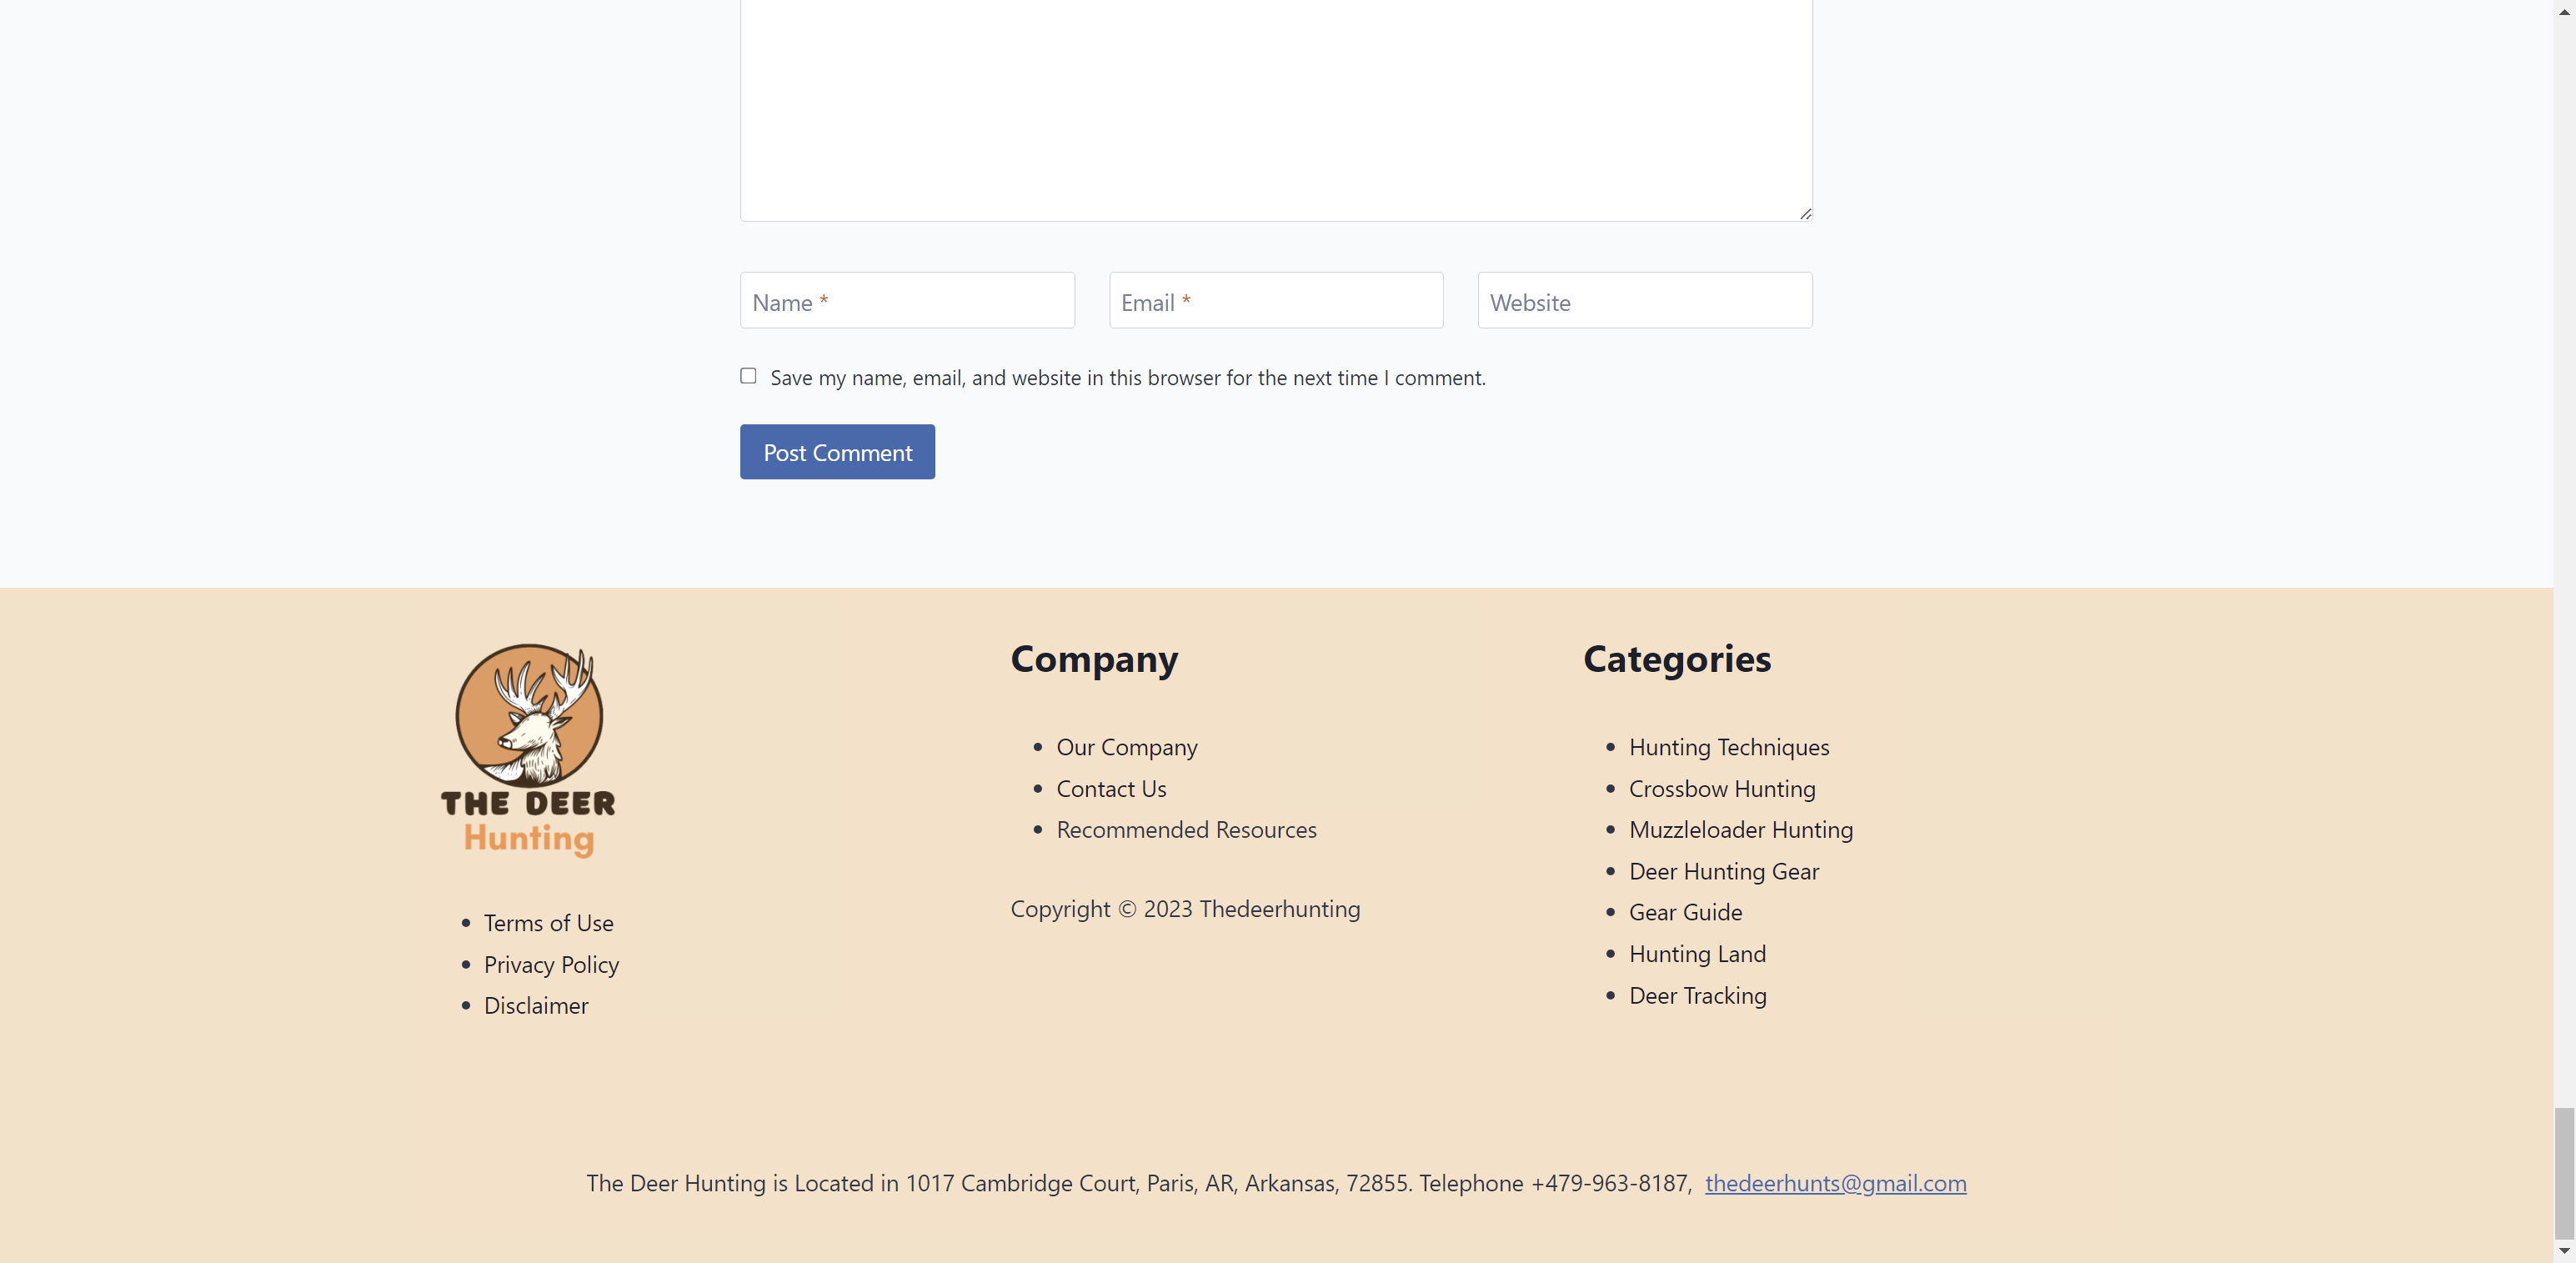 Name *
Email *
Website
Save my name, email, and website in this browser for the next time I comment.
Post Comment
THE DEER
Hunting
Terms of Use
Privacy Policy
Disclaimer
Company
Our Company
Contact Us
Recommended Resources
Copyright © 2023 Thedeerhunting
Categories
Hunting Techniques
Crossbow Hunting
Muzzleloader Hunting
Deer Hunting Gear
Gear Guide
Hunting Land
Deer Tracking
The Deer Hunting is Located in 1017 Cambridge Court, Paris, AR, Arkansas, 72855. Telephone +479-963-8187, thedeerhunts@gmail.com